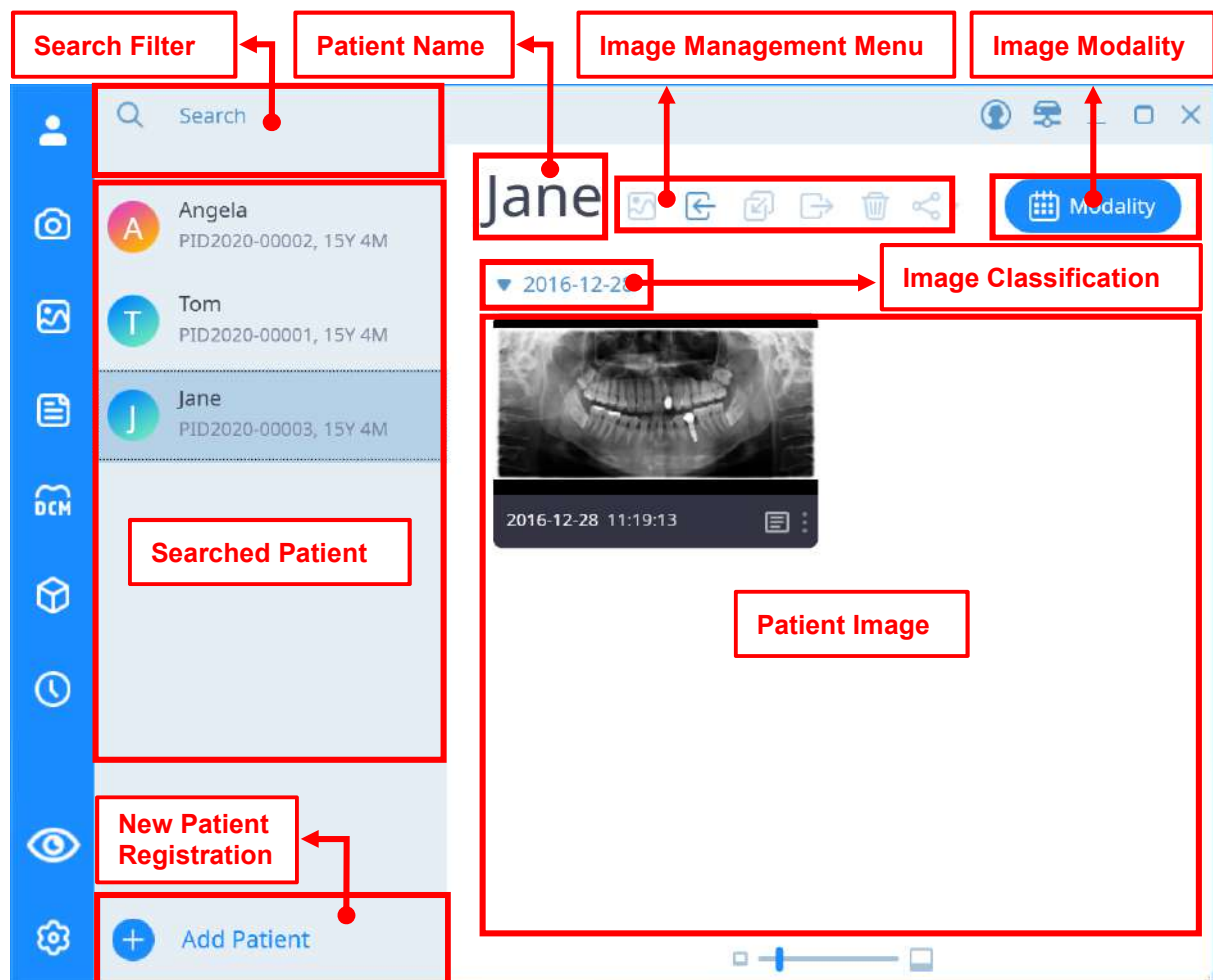 Search Filter
Patient Name
Image Management Menu
Image Modality
Search
Jane
Modality
A
Angela
PID2020-00002, 15Y 4M
T
Tom
PID2020-00001, 15Y 4M
J
Jane
PID2020-00003, 15Y 4M
DCM
2016-12-28
Image Classification
2016-12-28 11:19:13
Searched Patient
Patient Image
New Patient
Registration
Add Patient